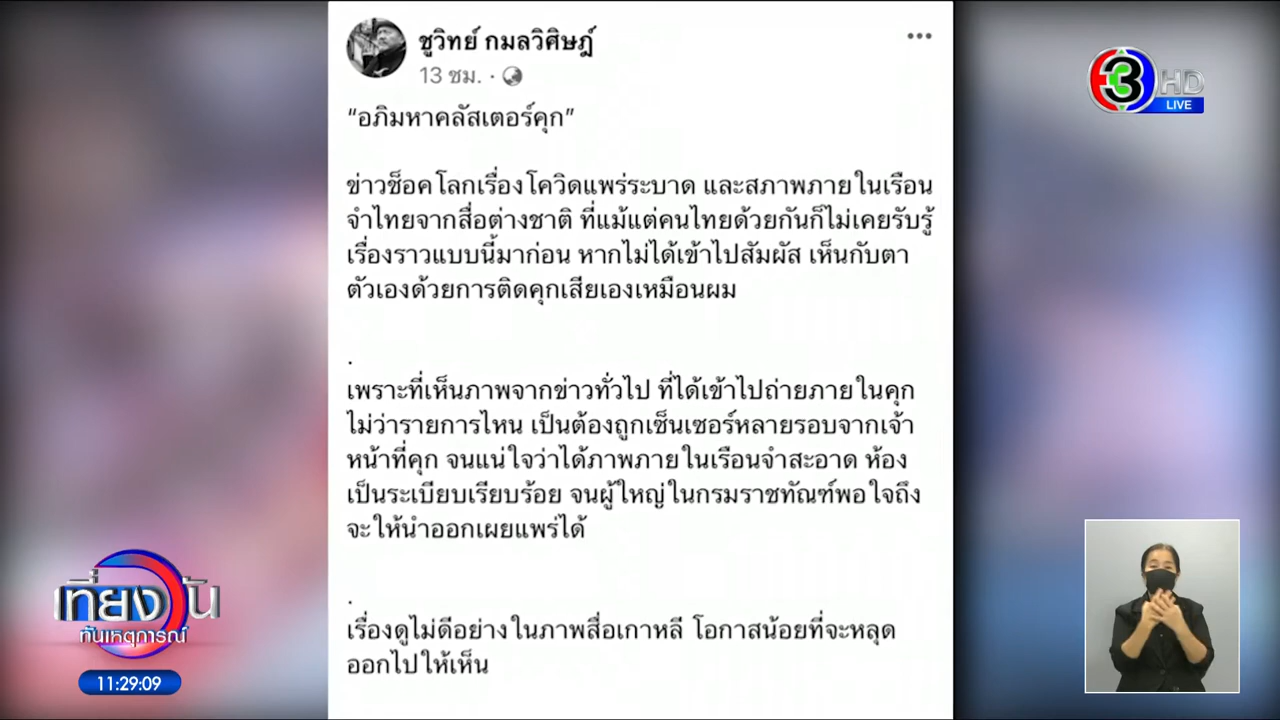 ชูวิทย์ กมลวิศิษฎ์
13 ชม. ·
“อภิมหาคลัสเตอร์คุก”
ข่าวช็อคโลกเรื่องโควิดแพร่ระบาด และสภาพภายในเรือน
จำไทยจากสื่อต่างชาติ ที่แม้แต่คนไทยด้วยกันก็ไม่เคยรับรู้
เรื่องราวแบบนี้มาก่อน หากไม่ได้เข้าไปสัมผัส เห็นกับตา
ตัวเองด้วยการติดคุกเสียเองเหมือนผม
.
เพราะที่เห็นภาพจากข่าวทั่วไป ที่ได้เข้าไปถ่ายภายในคุก
ไม่ว่ารายการไหน เป็นต้องถูกเซ็นเซอร์หลายรอบจากเจ้า
หน้าที่คุก จนแน่ใจว่าได้ภาพภายในเรือนจำสะอาด ห้อง
เป็นระเบียบเรียบร้อย จนผู้ใหญ่ในกรมราชทัณฑ์พอใจถึง
จะให้นำออกเผยแพร่ได้
.
เรื่องดูไม่ดีอย่างในภาพสื่อเกาหลี โอกาสน้อยที่จะหลุด
ออกไปให้เห็น
3 HD
LIVE
เที่ยงวัน
ทันเหตุการณ์
11:29:09